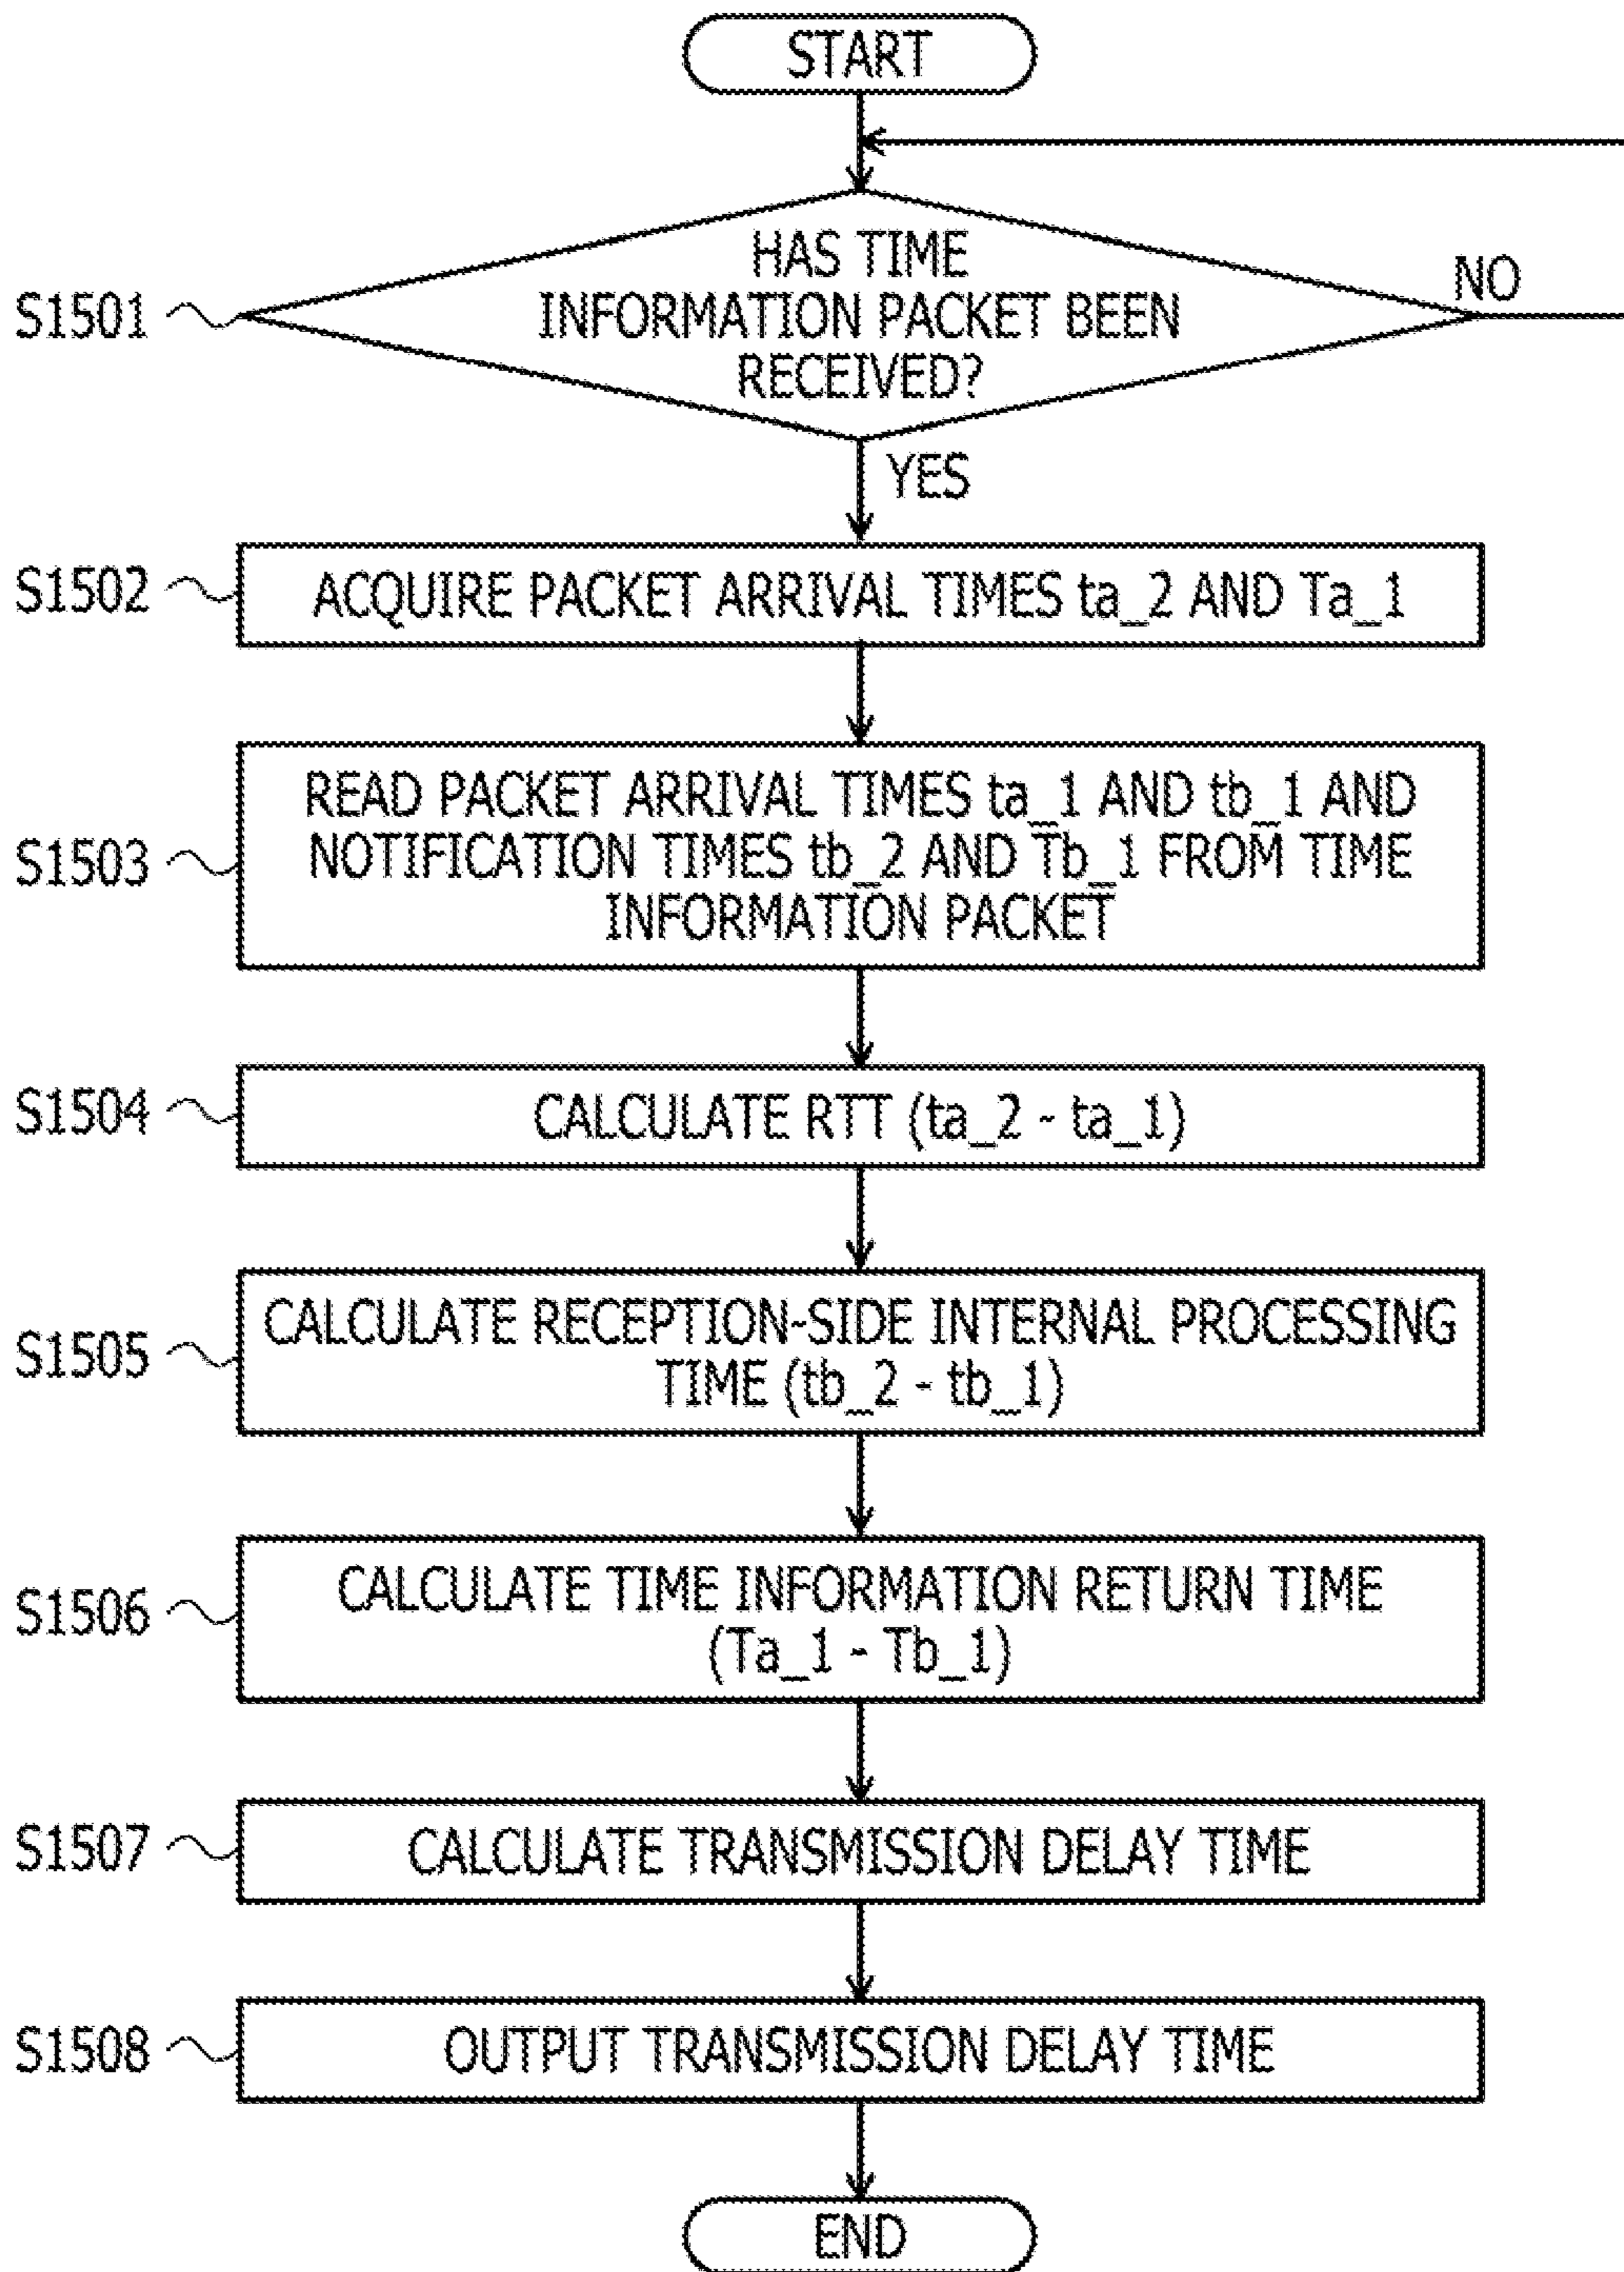 START
HAS TIME
INFORMATION PACKET BEEN
RECEIVED?
NO
S1501
YES
S1502
ACQUIRE PACKET ARRIVAL TIMES ta_2 AND Ta_1
S1503
READ PACKET ARRIVAL TIMES ta_1 AND tb_1 AND
NOTIFICATION TIMES tb_2 AND Tb_1 FROM TIME
INFORMATION PACKET
S1504
CALCULATE RTT (ta_2 - ta_1)
S1505
CALCULATE RECEPTION-SIDE INTERNAL PROCESSING
TIME (tb_2 - tb_1)
S1506
CALCULATE TIME INFORMATION RETURN TIME
(Ta_1 - Tb_1)
S1507
CALCULATE TRANSMISSION DELAY TIME
S1508
OUTPUT TRANSMISSION DELAY TIME
END